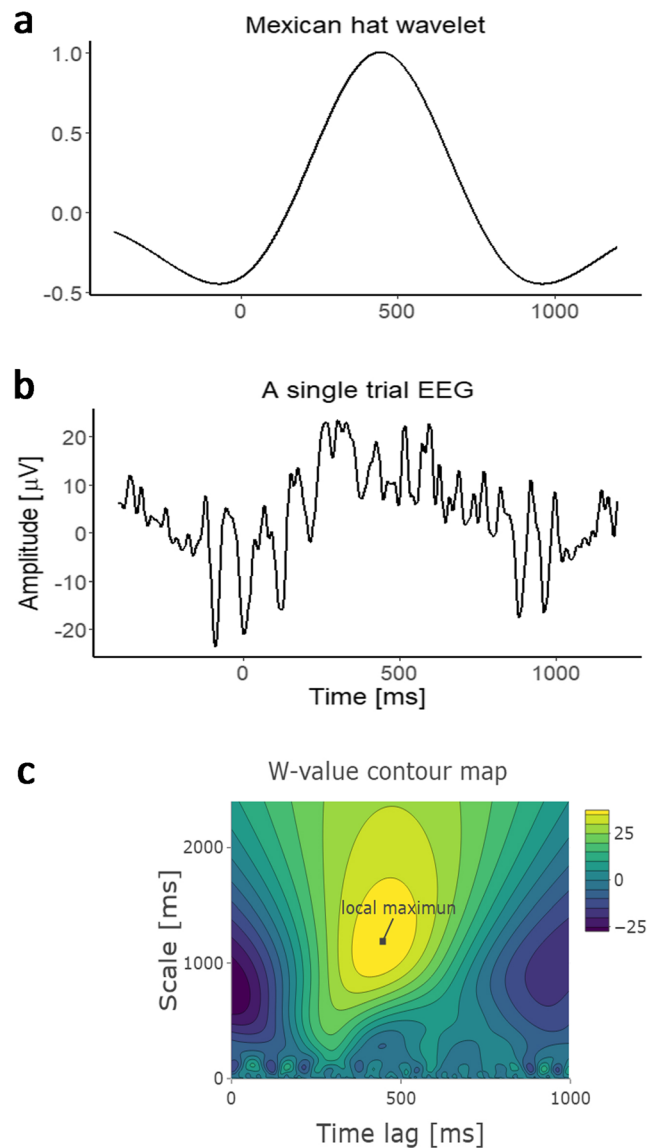 a
Mexican hat wavelet
1.0
0.5
0.0
-0.5
0 500 1000
b
A single trial EEG
Amplitude [μV]
20
10
0
-10
-20
0 500 1000
Time [ms]
c
W-value contour map
Scale [ms]
2000
1000
0
local maximun
25
0
−25
0 500 1000
Time lag [ms]